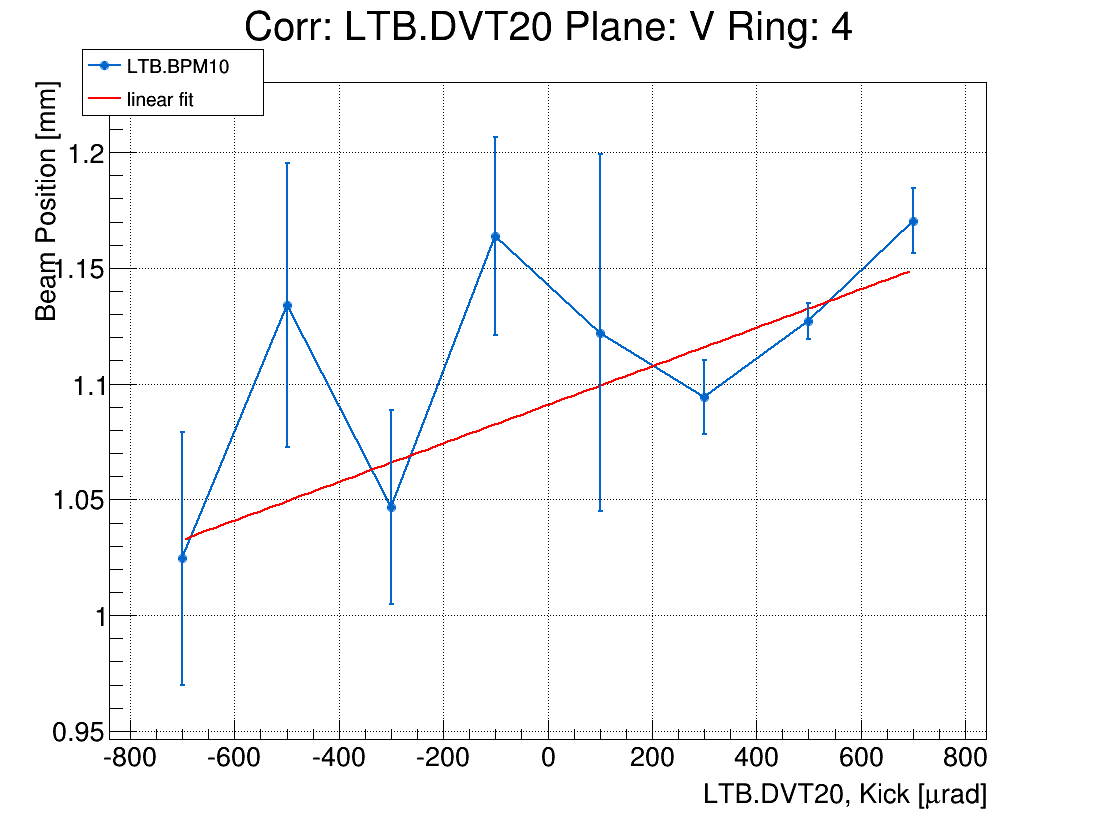 Corr: LTB.DVT20 Plane: V Ring: 4
LTB.BPM10
linear fit
Beam Position [mm]
1.2
1.15
1.1
1.05
1
0.95
-800 -600 -400 -200 0 200 400 600 800
LTB.DVT20, Kick [μrad]